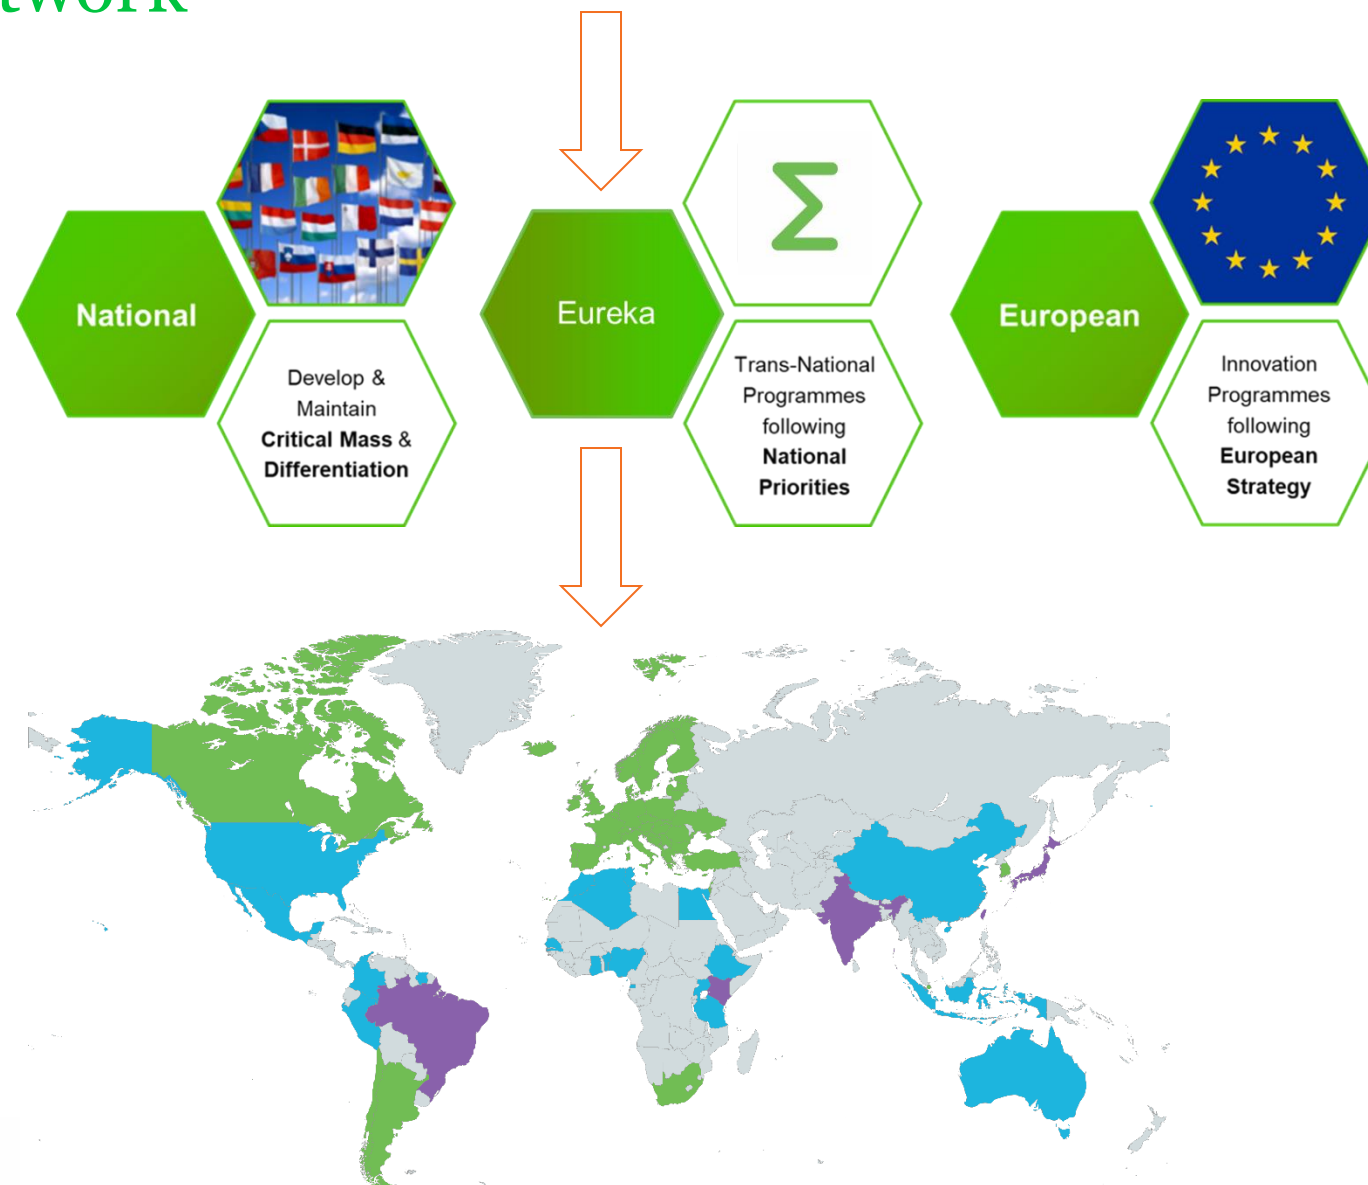 National
Develop &
Maintain
Critical Mass &
Differentiation
Eureka
Σ
Trans-National
Programmes
following
National
Priorities
European
Innovation
Programmes
following
European
Strategy